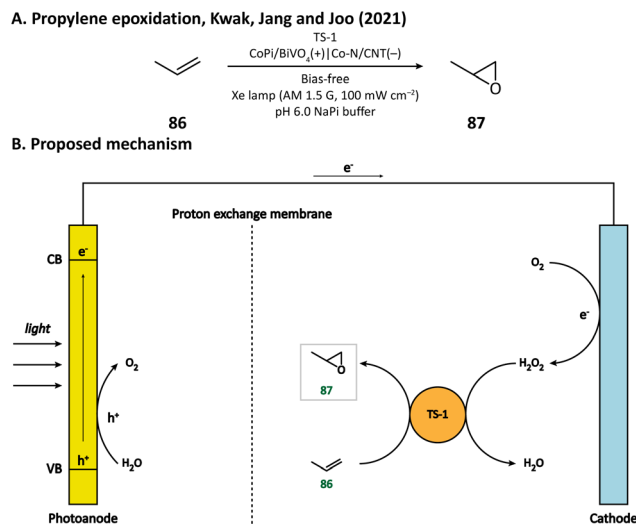 A. Propylene epoxidation, Kwak, Jang and Joo (2021)
TS-1
CoPi/BiVO₄(+)|Co-N/CNT(–)
Bias-free
Xe lamp (AM 1.5 G, 100 mW cm⁻²)
pH 6.0 NaPi buffer
O
86
87
B. Proposed mechanism
e⁻
Proton exchange membrane
CB
e⁻
O₂
e⁻
light
O₂
h⁺
VB
h⁺
H₂O
O
87
86
TS-1
H₂O₂
H₂O
Photoanode
Cathode